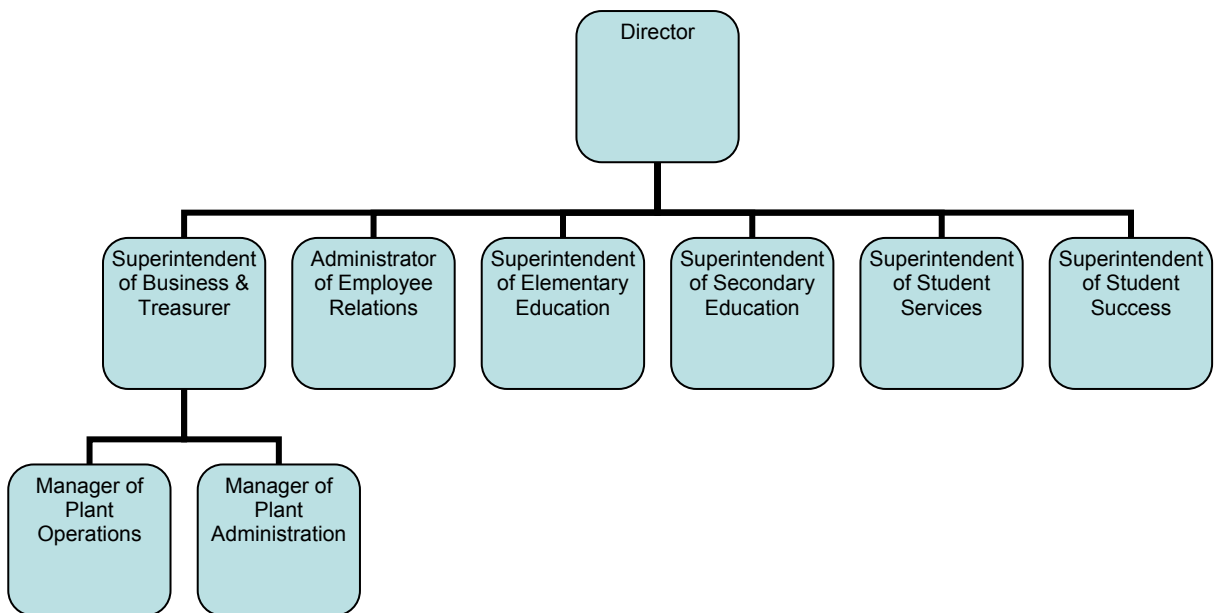 Director
Superintendent
of Business &
Treasurer
Administrator
of Employee
Relations
Superintendent
of Elementary
Education
Superintendent
of Secondary
Education
Superintendent
of Student
Services
Superintendent
of Student
Success
Manager of
Plant
Operations
Manager of
Plant
Administration